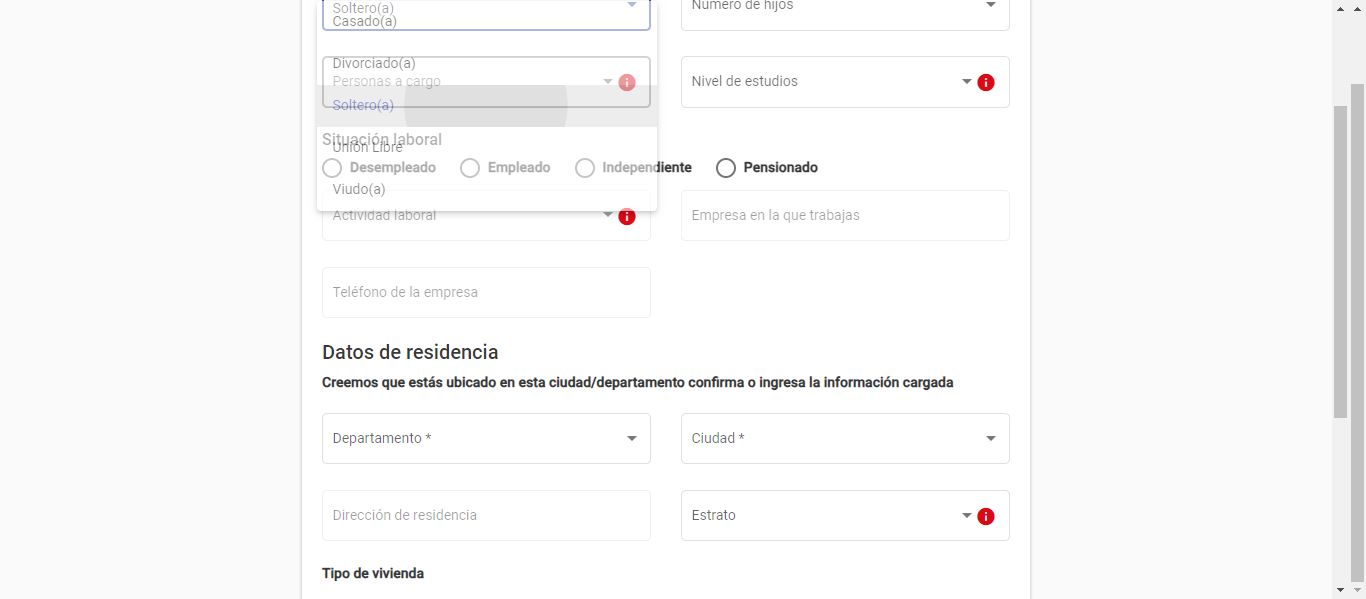 Soltero(a)
Número de hijos
Casado(a)
Divorciado(a)
Personas a cargo
Nivel de estudios
Soltero(a)
Situación laboral
Unión Libre
Desempleado Empleado Independiente Pensionado
Viudo(a)
Actividad laboral
Empresa en la que trabajas
Teléfono de la empresa
Datos de residencia
Creemos que estás ubicado en esta ciudad/departamento confirma o ingresa la información cargada
Departamento *
Ciudad *
Dirección de residencia
Estrato
Tipo de vivienda